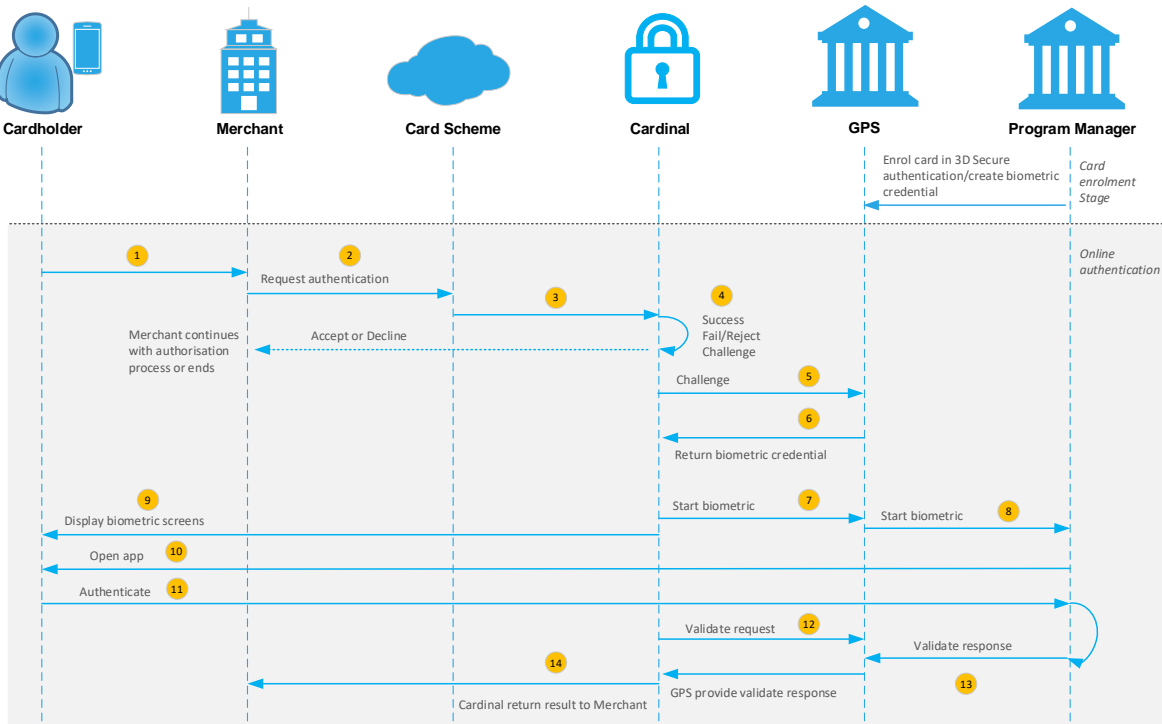 Cardholder
Merchant
Card Scheme
Cardinal
GPS
Program Manager
Enrol card in 3D Secure
authentication/create biometric
credential
Card
enrolment
Stage
Online
authentication
1
2
Request authentication
3
4
Success
Fail/Reject
Challenge
Merchant continues
with authorisation
process or ends
Accept or Decline
Challenge
5
6
Return biometric credential
9
Display biometric screens
Start biometric
7
Start biometric
8
Open app
10
Authenticate
11
Validate request
12
Validate response
13
14
GPS provide validate response
Cardinal return result to Merchant